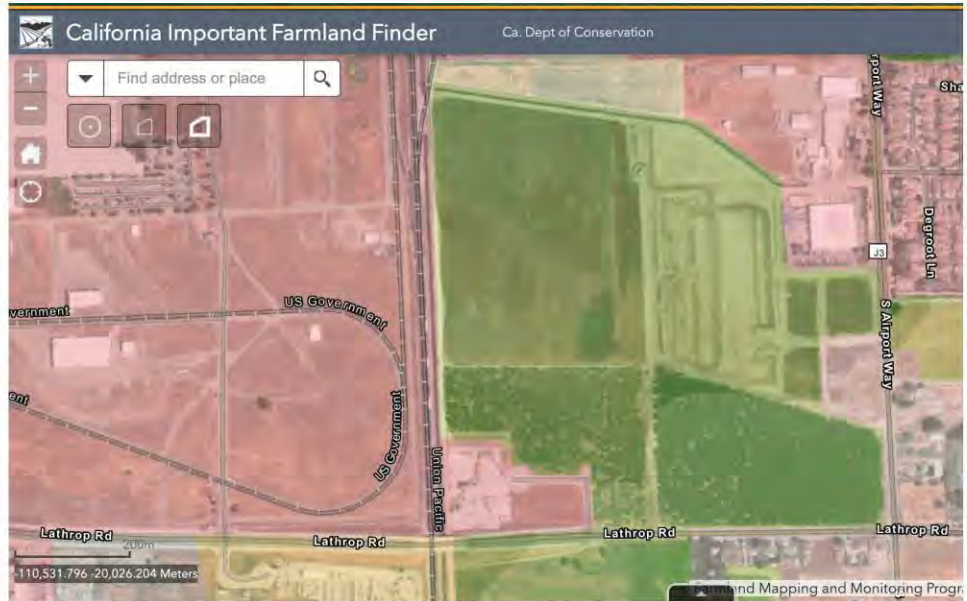 California Important Farmland Finder
Ca. Dept of Conservation
Find address or place
rport Way
Sha
Degroot Ln
J3
US Government
vernment
S Airport Way
ent
US Government
Union Pacific
Lathrop Rd
Lathrop Rd
Lathrop Rd
Lathrop Rd
200m
-110,531.796 -20,026.204 Meters
Farmland Mapping and Monitoring Progr